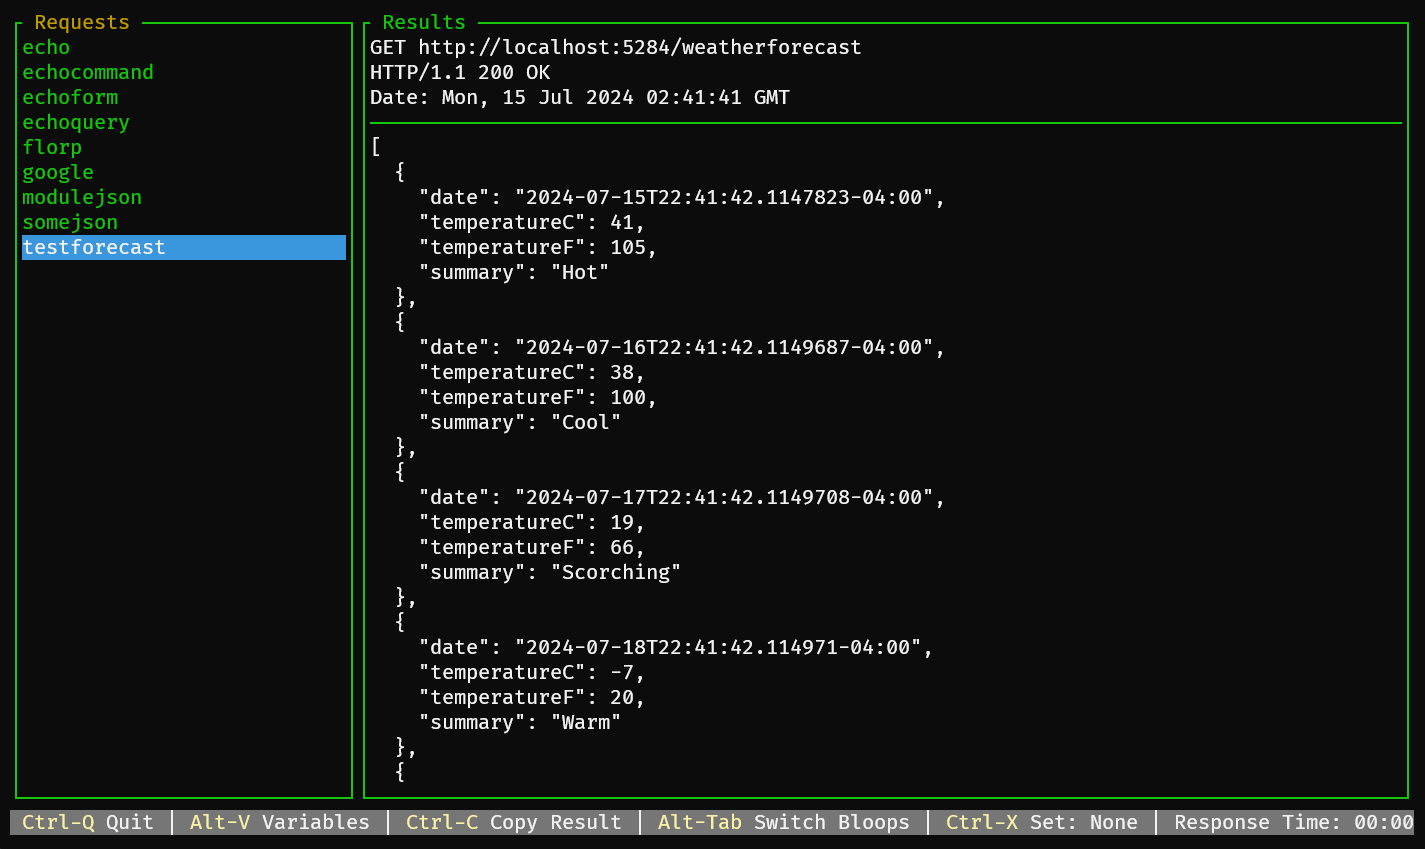 Requests
echo
echocommand
echoform
echoquery
florp
google
modulejson
somejson
testforecast
Results
GET http://localhost:5284/weatherforecast
HTTP/1.1 200 OK
Date: Mon, 15 Jul 2024 02:41:41 GMT
[
  {
    "date": "2024-07-15T22:41:42.1147823-04:00",
    "temperatureC": 41,
    "temperatureF": 105,
    "summary": "Hot"
  },
  {
    "date": "2024-07-16T22:41:42.1149687-04:00",
    "temperatureC": 38,
    "temperatureF": 100,
    "summary": "Cool"
  },
  {
    "date": "2024-07-17T22:41:42.1149708-04:00",
    "temperatureC": 19,
    "temperatureF": 66,
    "summary": "Scorching"
  },
  {
    "date": "2024-07-18T22:41:42.114971-04:00",
    "temperatureC": -7,
    "temperatureF": 20,
    "summary": "Warm"
  },
  {
Ctrl-Q Quit │ Alt-V Variables │ Ctrl-C Copy Result │ Alt-Tab Switch Bloops │ Ctrl-X Set: None │ Response Time: 00:00